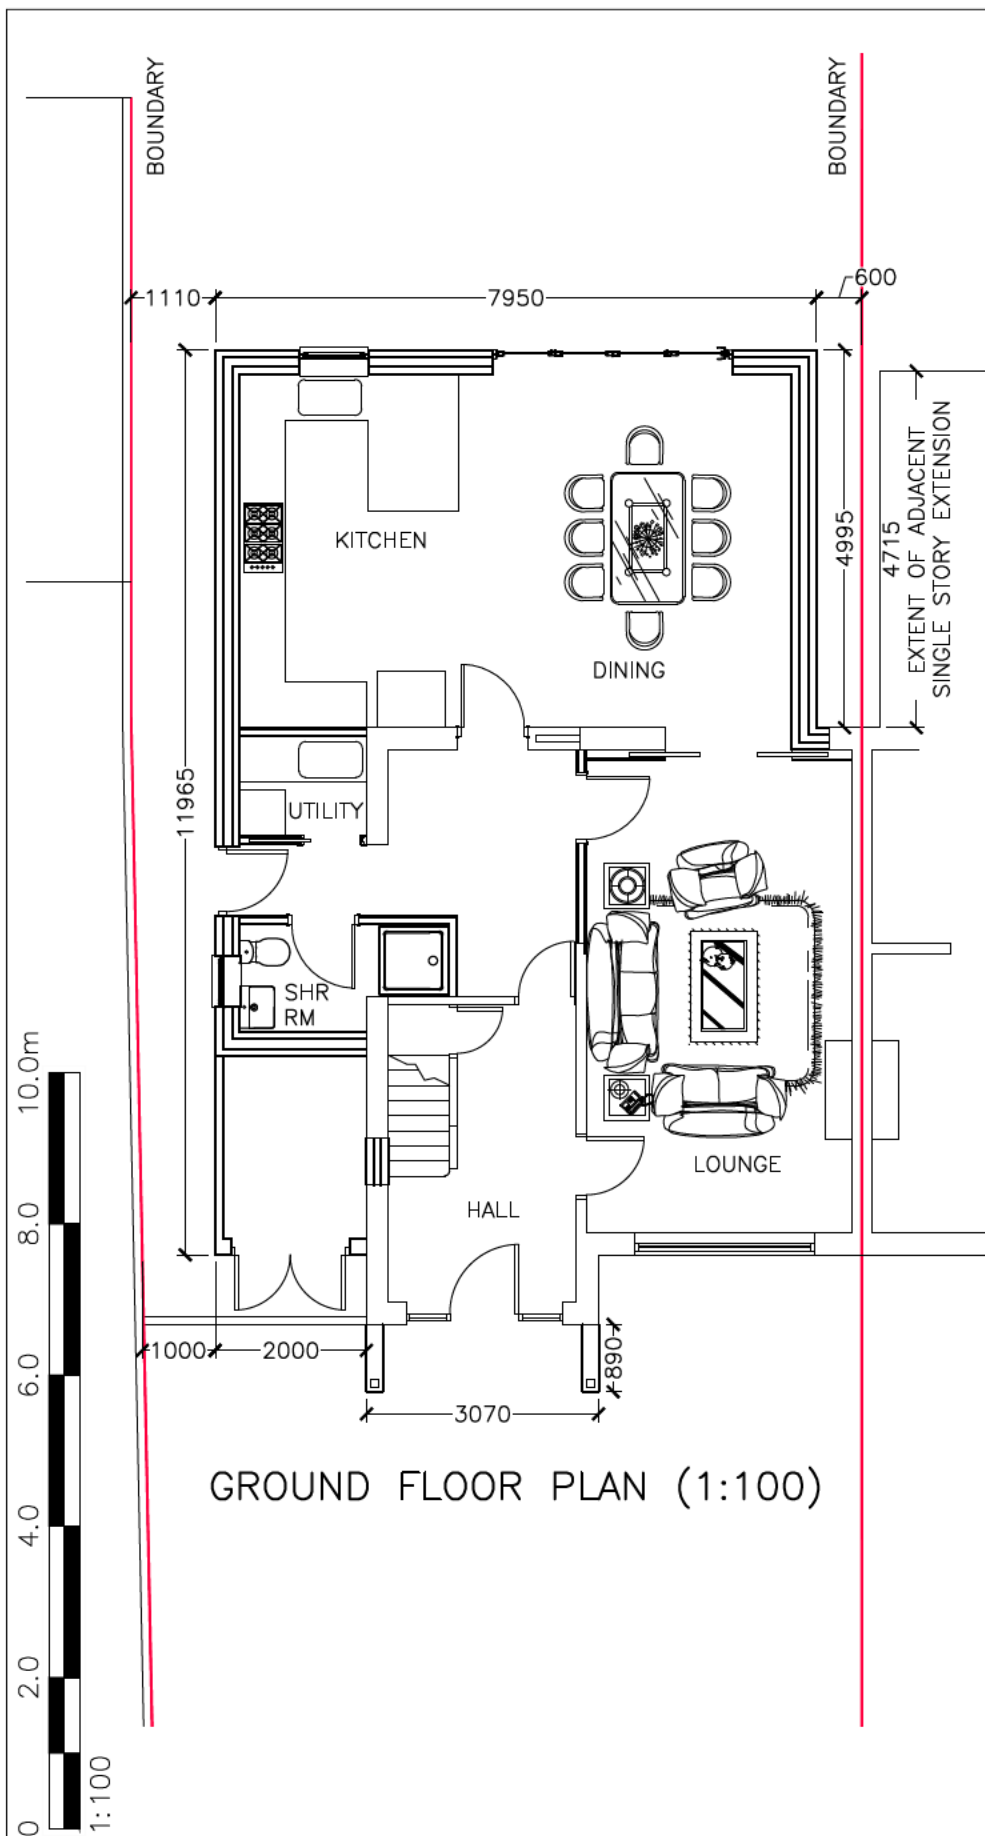 BOUNDARY
BOUNDARY
1110
7950
600
4995
4715
EXTENT OF ADJACENT
SINGLE STORY EXTENSION
KITCHEN
DINING
11965
UTILITY
SHR
RM
LOUNGE
HALL
1000
2000
890
3070
GROUND FLOOR PLAN (1:100)
10.0m
8.0
6.0
4.0
2.0
0
1:100